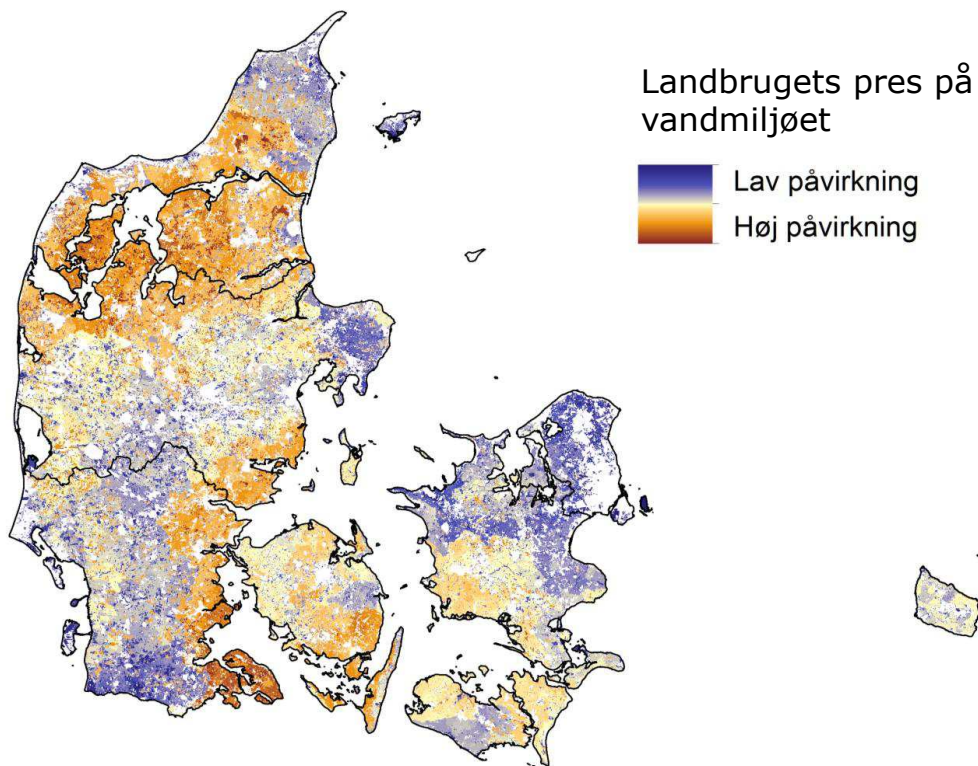 Landbrugets pres på
vandmiljøet
Lav påvirkning
Høj påvirkning